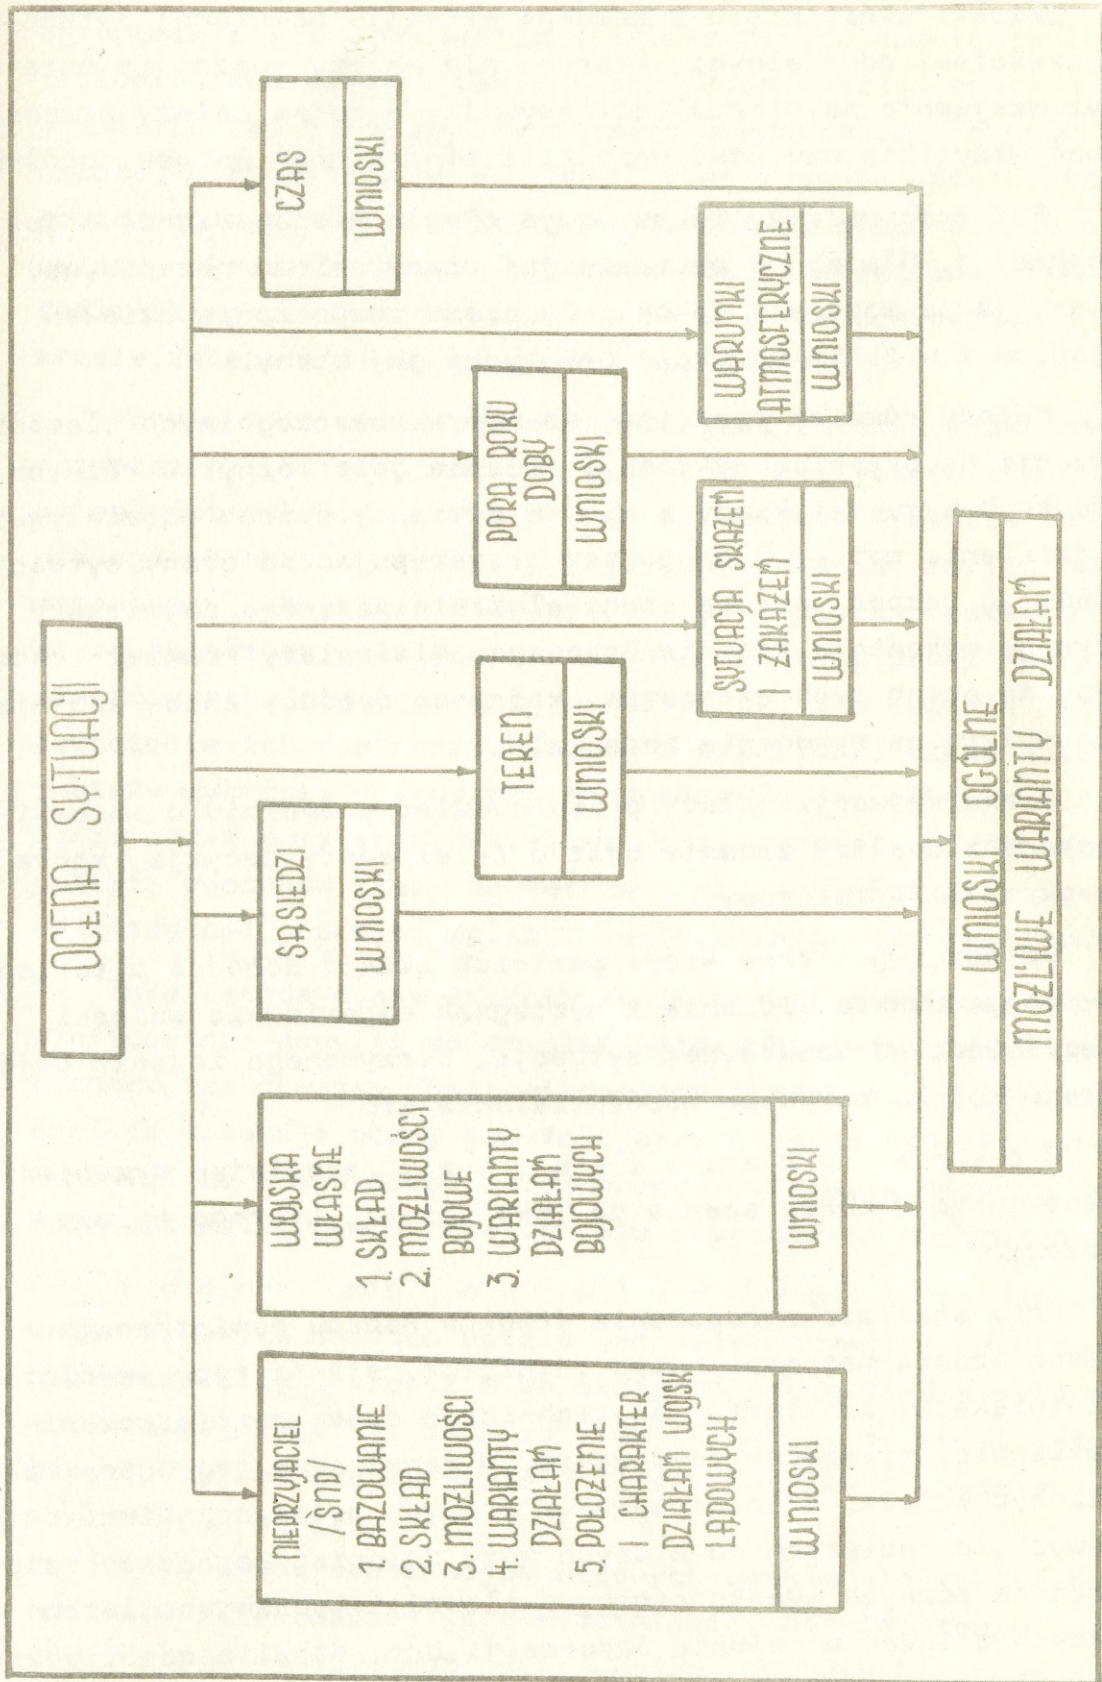 OCENA SYTUACJI
NIEPRZYJACIEL
/ŚNP/
1. BAZOWANIE
2. SKŁAD
3. MOŻLIWOŚCI
4. WARIANTY
DZIAŁAŃ
5. POŁOŻENIE
I CHARAKTER
DZIAŁAŃ WOJSK
LĄDOWYCH
WNIOSKI
WOJSKA
WŁASNE
1. SKŁAD
2. MOŻLIWOŚCI
BOJOWE
3. WARIANTY
DZIAŁAŃ
BOJOWYCH
WNIOSKI
SĄSIEDZI
WNIOSKI
TEREN
WNIOSKI
SYTUACJA SKAŻEŃ
I ZAKAŻEŃ
WNIOSKI
PORA ROKU
DOBY
WNIOSKI
WARUNKI
ATMOSFERYCZNE
WNIOSKI
CZAS
WNIOSKI
WNIOSKI OGÓLNE
MOŻLIWE WARIANTY DZIAŁAŃ